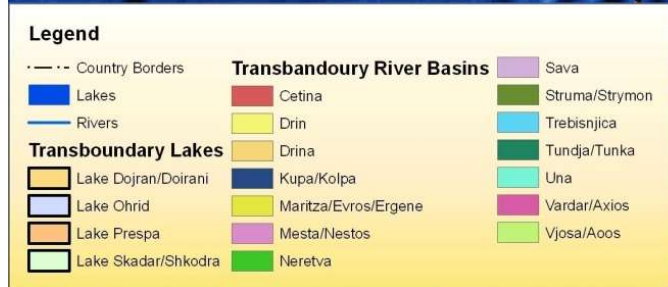 Legend
Country Borders
Lakes
Rivers
Transboundary Lakes
Lake Dojran/Doirani
Lake Ohrid
Lake Prespa
Lake Skadar/Shkodra
Transbandoury River Basins
Cetina
Drin
Drina
Kupa/Kolpa
Maritza/Evros/Ergene
Mesta/Nestos
Neretva
Sava
Struma/Strymon
Trebisnjica
Tundja/Tunka
Una
Vardar/Axios
Vjosa/Aoos